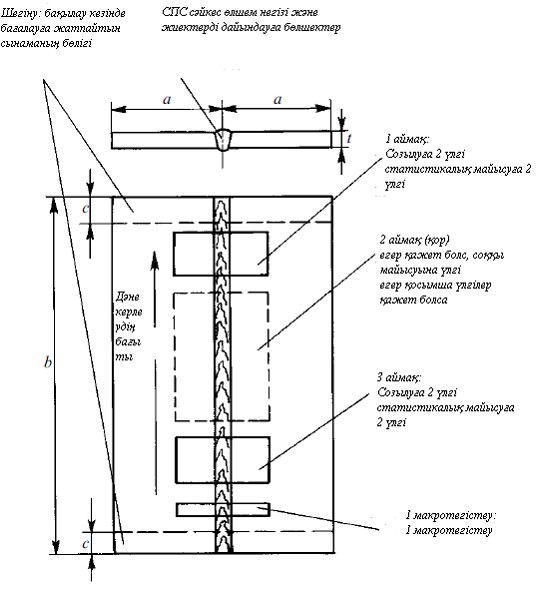 Шегіну: бақылау кезінде
бағалауға жатпайтын
сынаманың бөлігі
СПС сәйкес өлшем негізі және
жиектерді дайындауға бөлшектер
a
a
t
1 аймақ:
Созылуға 2 үлгі
статистикалық майысуға 2
үлгі
c
2 аймақ (қор)
егер қажет болс, соққы
майысуына үлгі
егер қосымша үлгілер
қажет болса
Дәне
керле
удің
бағы
ты
b
3 аймақ:
Созылуға 2 үлгі
статистикалық майысуға
2 үлгі
1 макротегістеу:
1 макротегістеу
c